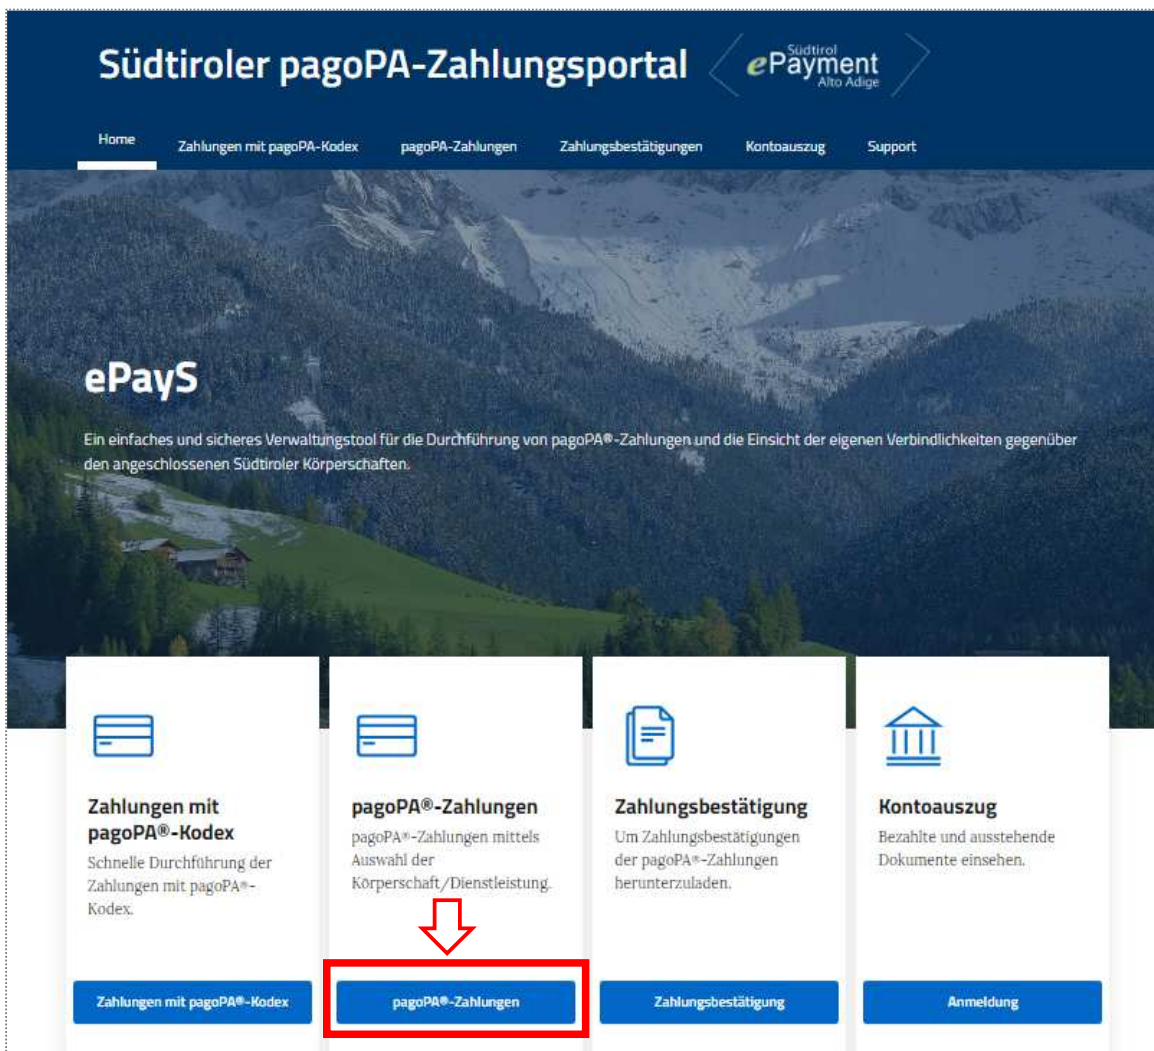 Südtiroler pagoPA-Zahlungsportal
Südtirol
ePayment
Alto Adige
Home
Zahlungen mit pagoPA-Kodex
pagoPA-Zahlungen
Zahlungsbestätigungen
Kontoauszug
Support
ePayS
Ein einfaches und sicheres Verwaltungstool für die Durchführung von pagoPA®-Zahlungen und die Einsicht der eigenen Verbindlichkeiten gegenüber
den angeschlossenen Südtiroler Körperschaften.
Zahlungen mit
pagoPA®-Kodex
Schnelle Durchführung der
Zahlungen mit pagoPA®-
Kodex.
Zahlungen mit pagoPA®-Kodex
pagoPA®-Zahlungen
pagoPA®-Zahlungen mittels
Auswahl der
Körperschaft/Dienstleistung.
pagoPA®-Zahlungen
Zahlungsbestätigung
Um Zahlungsbestätigungen
der pagoPA®-Zahlungen
herunterzuladen.
Zahlungsbestätigung
Kontoauszug
Bezahlte und ausstehende
Dokumente einsehen.
Anmeldung